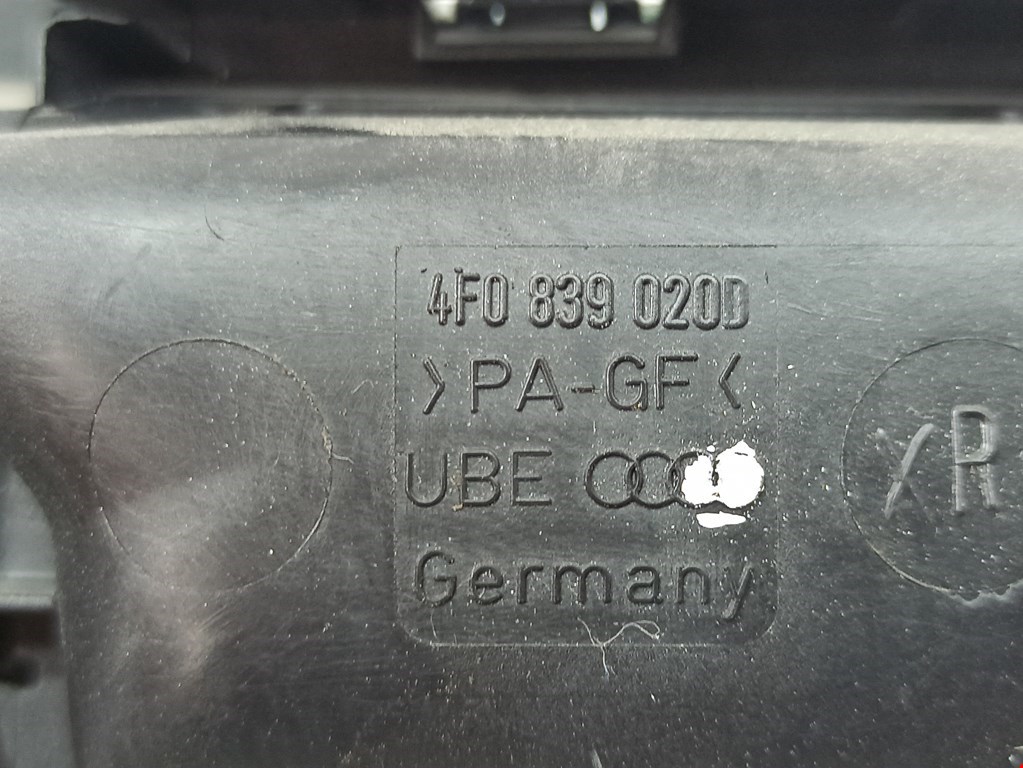 4F0 839 020D
>PA-GF<
UBE
Germany
XR